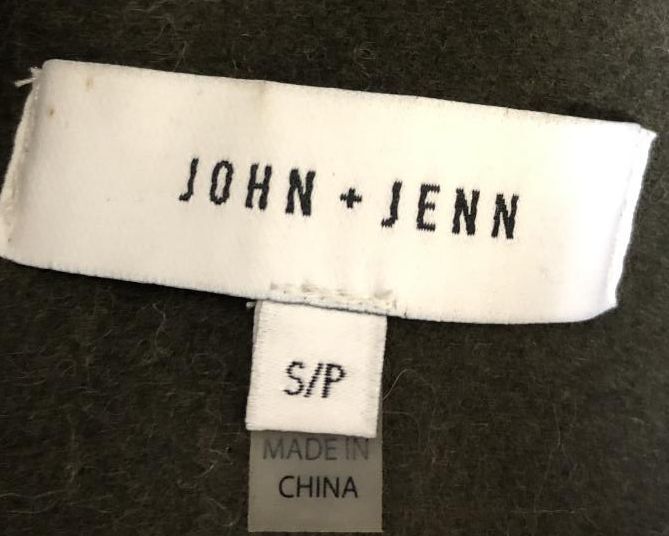 JOHN + JENN
S/P
MADE IN
CHINA